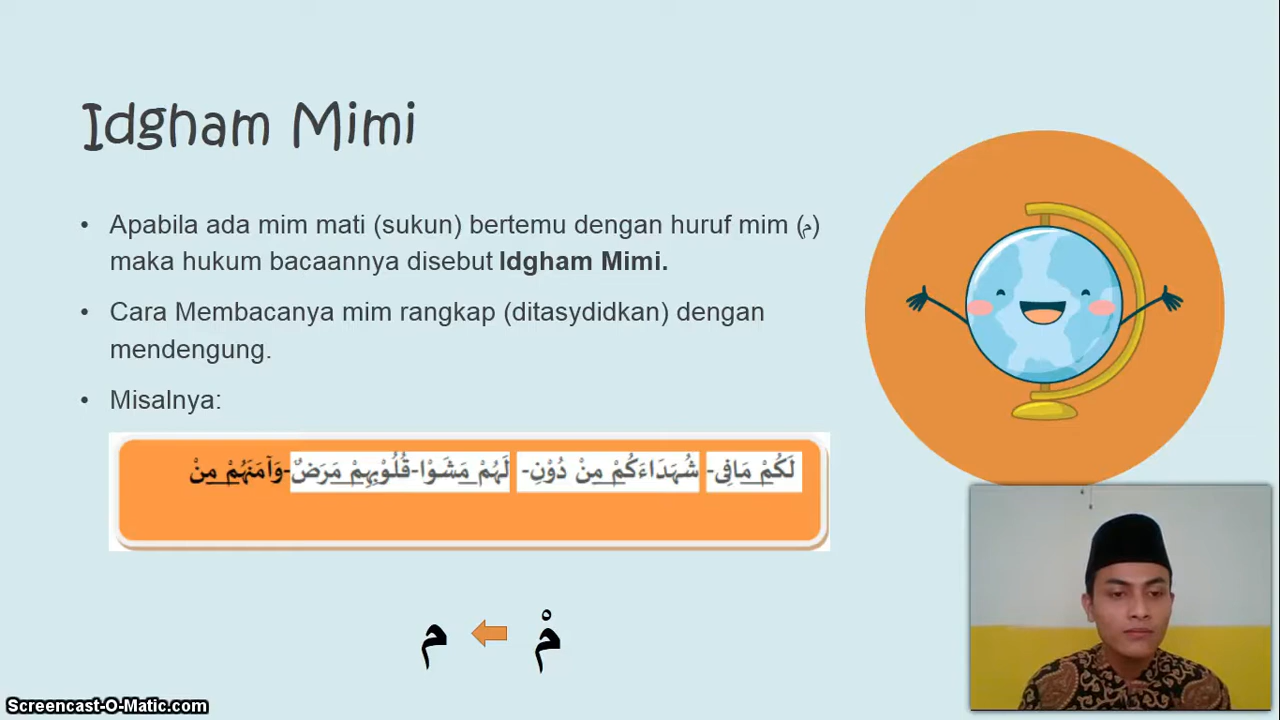 Idgham Mimi
• Apabila ada mim mati (sukun) bertemu dengan huruf mim (م)
maka hukum bacaannya disebut Idgham Mimi.
• Cara Membacanya mim rangkap (ditasydidkan) dengan
mendengung.
• Misalnya:
لَكُمْ مَافِى- شُهَدَاءَكُمْ مِنْ دُوْنِ- لَهُمْ مَشَوْا-قُلُوْبِهِمْ مَرَضٌ-وَآمَنَهُمْ مِنْ
مْ م
Screencast-O-Matic.com